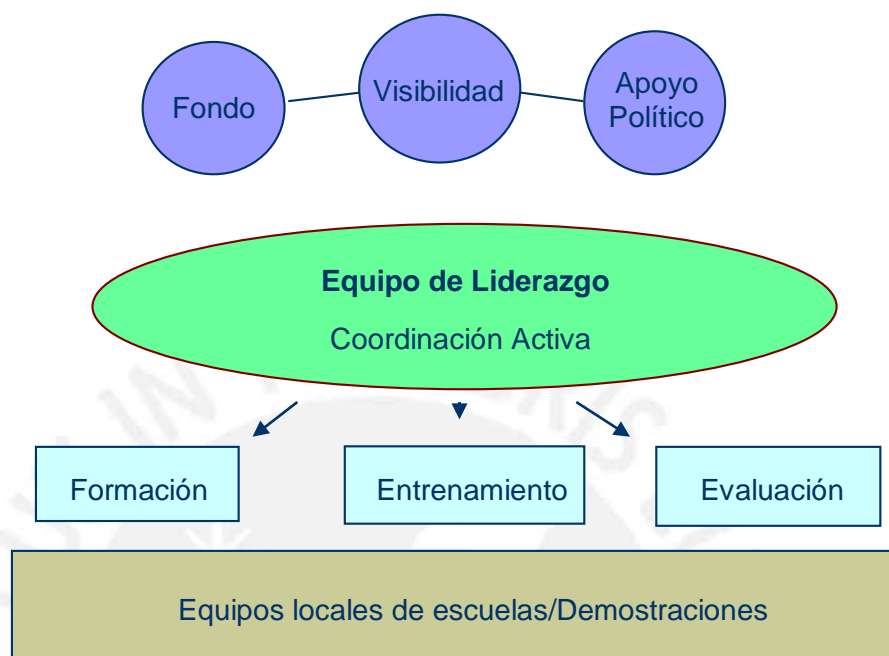 Fondo
Visibilidad
Apoyo
Político
Equipo de Liderazgo
Coordinación Activa
Formación
Entrenamiento
Evaluación
Equipos locales de escuelas/Demostraciones